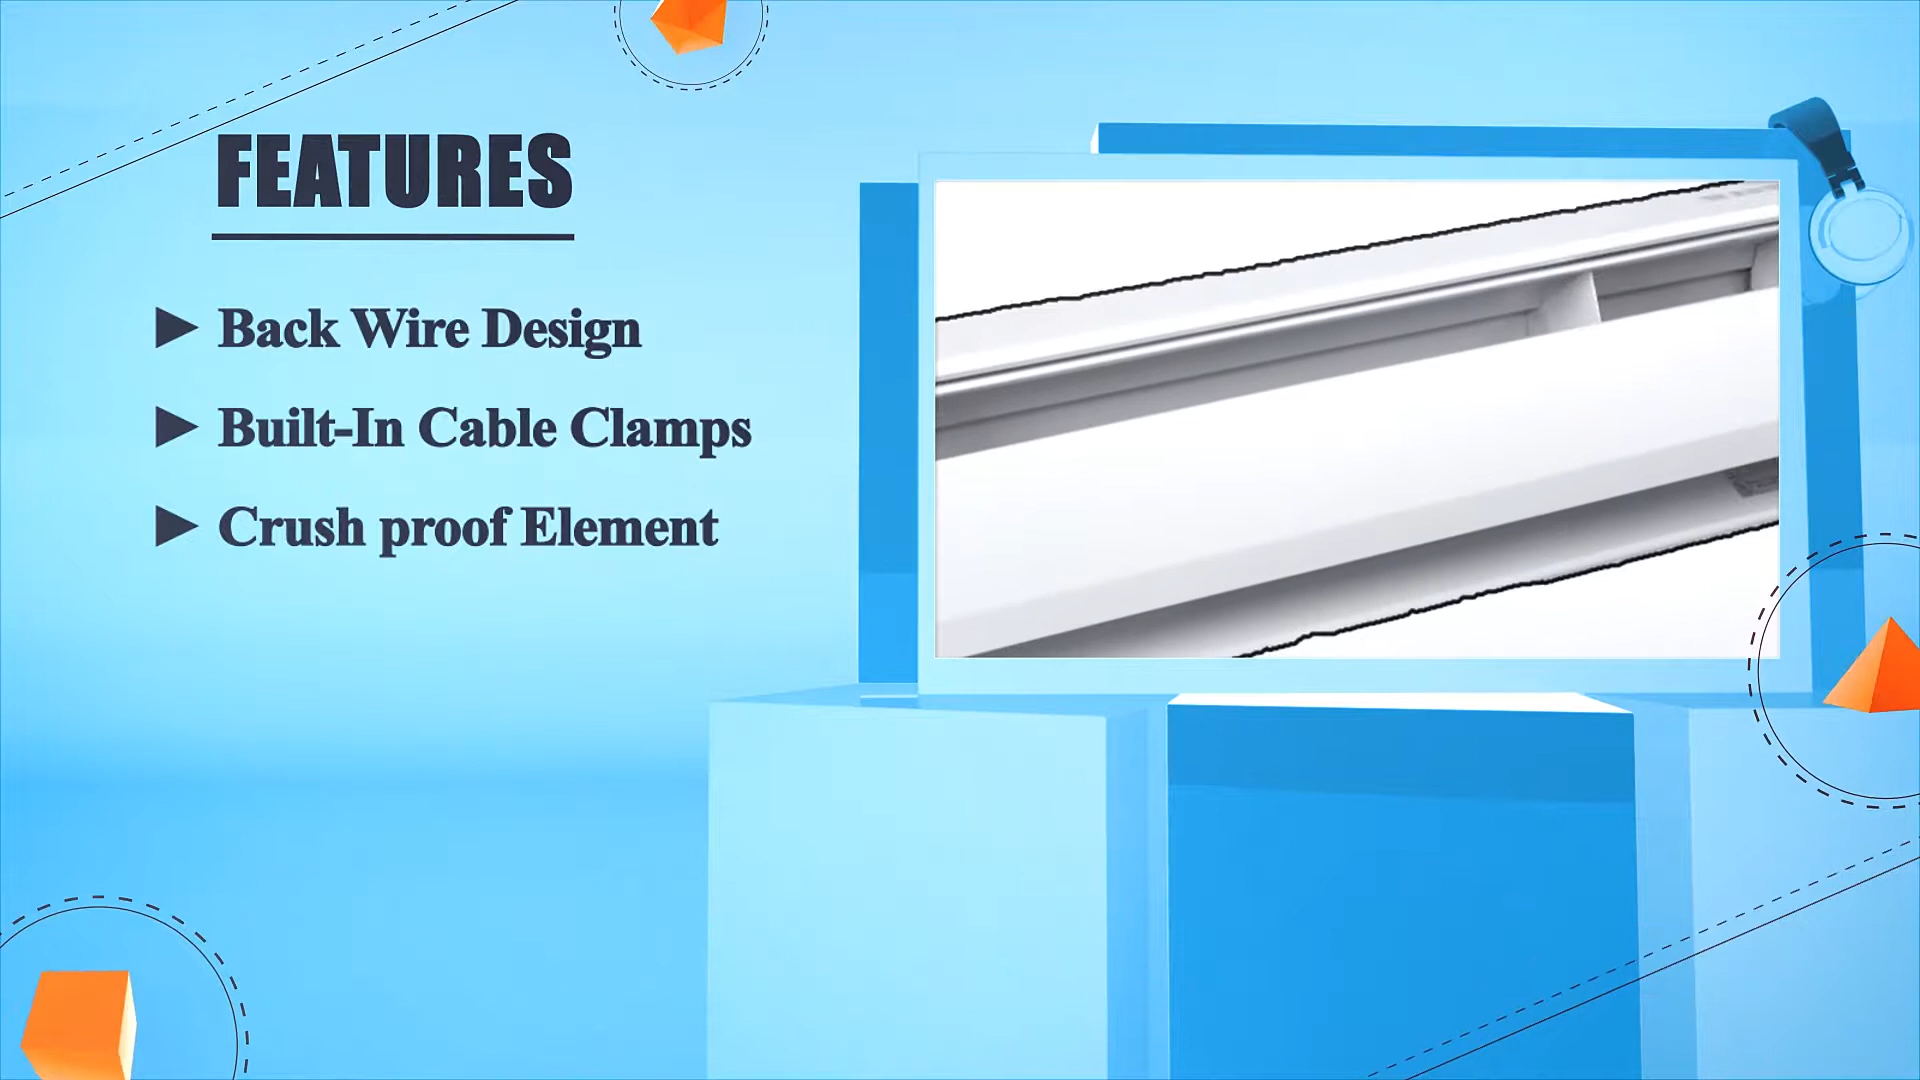 FEATURES
Back Wire Design
Built-In Cable Clamps
Crush proof Element